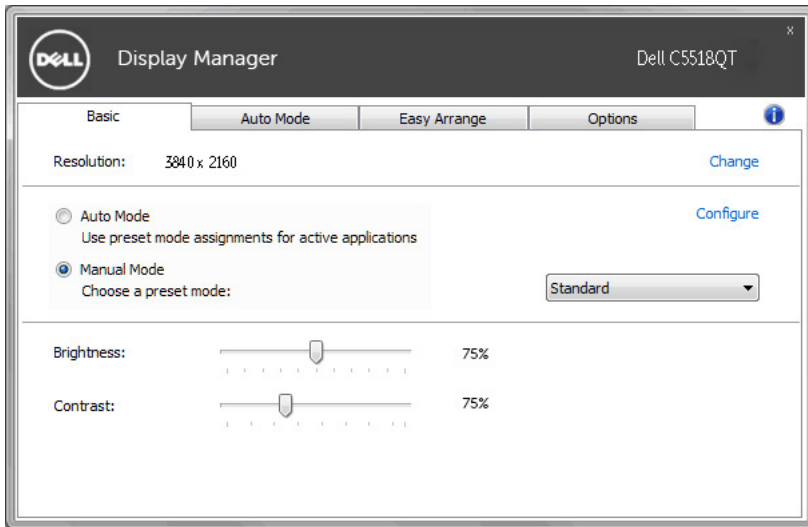 DELL
Display Manager
Dell C5518QT
x
Basic
Auto Mode
Easy Arrange
Options
i
Resolution: 3840 x 2160 Change
Auto Mode Configure
Use preset mode assignments for active applications
Manual Mode
Choose a preset mode: Standard
Brightness: 75%
Contrast: 75%